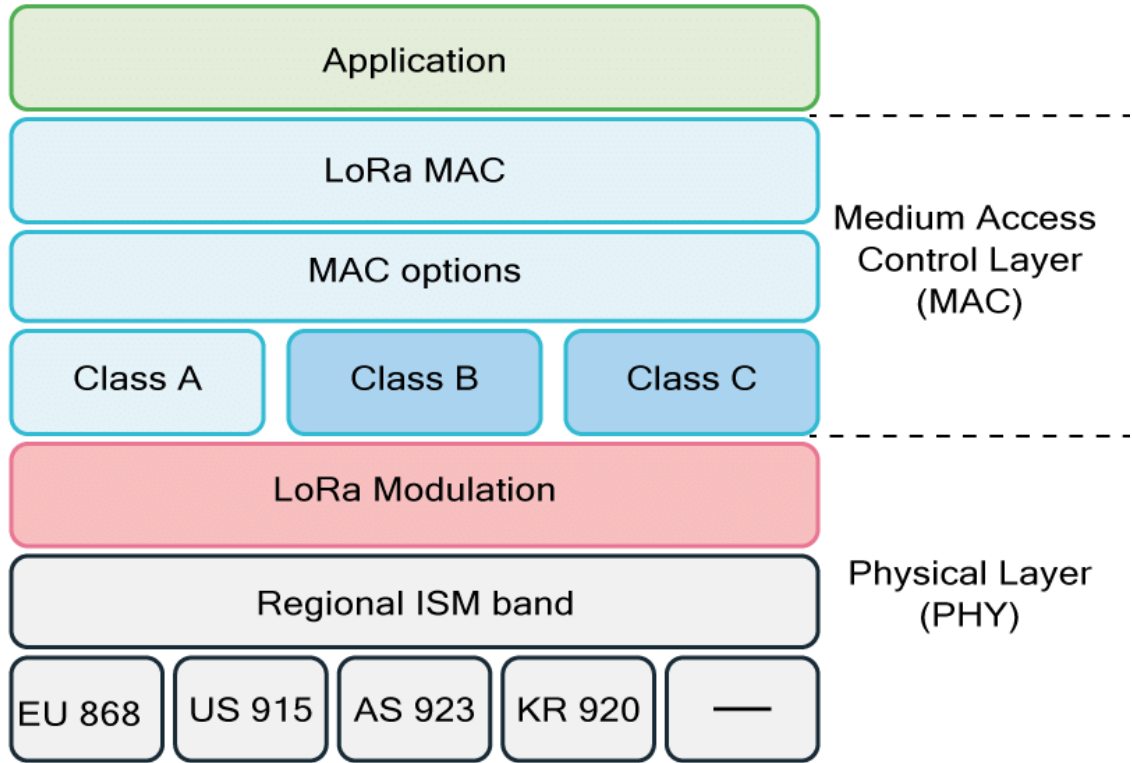 Application
LoRa MAC
MAC options
Class A
Class B
Class C
Medium Access
Control Layer
(MAC)
LoRa Modulation
Regional ISM band
EU 868
US 915
AS 923
KR 920
—
Physical Layer
(PHY)